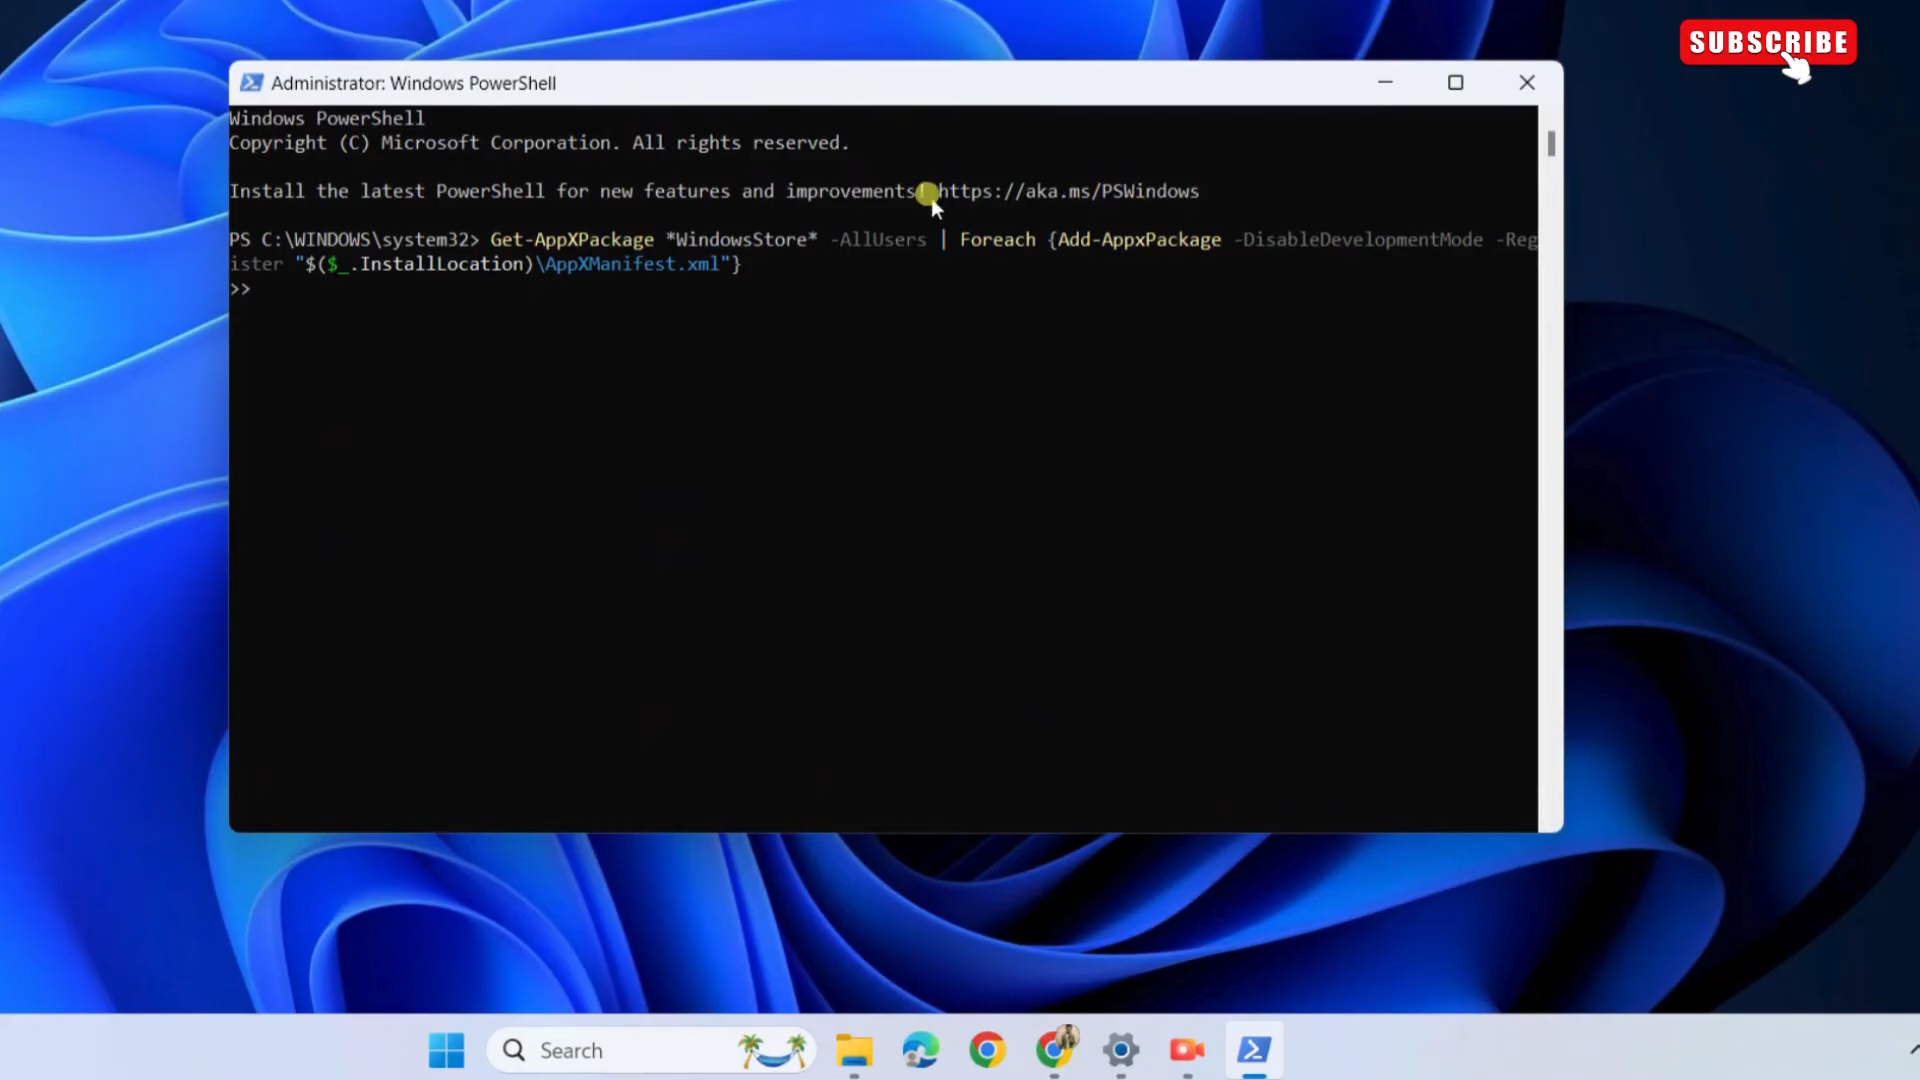 SUBSCRIBE
Administrator: Windows PowerShell
Windows PowerShell
Copyright (C) Microsoft Corporation. All rights reserved.
Install the latest PowerShell for new features and improvements! https://aka.ms/PSWindows
PS C:\WINDOWS\system32> Get-AppXPackage *WindowsStore* -AllUsers | Foreach {Add-AppxPackage -DisableDevelopmentMode -Reg
ister "$($_.InstallLocation)\AppXManifest.xml"}
>>
Search